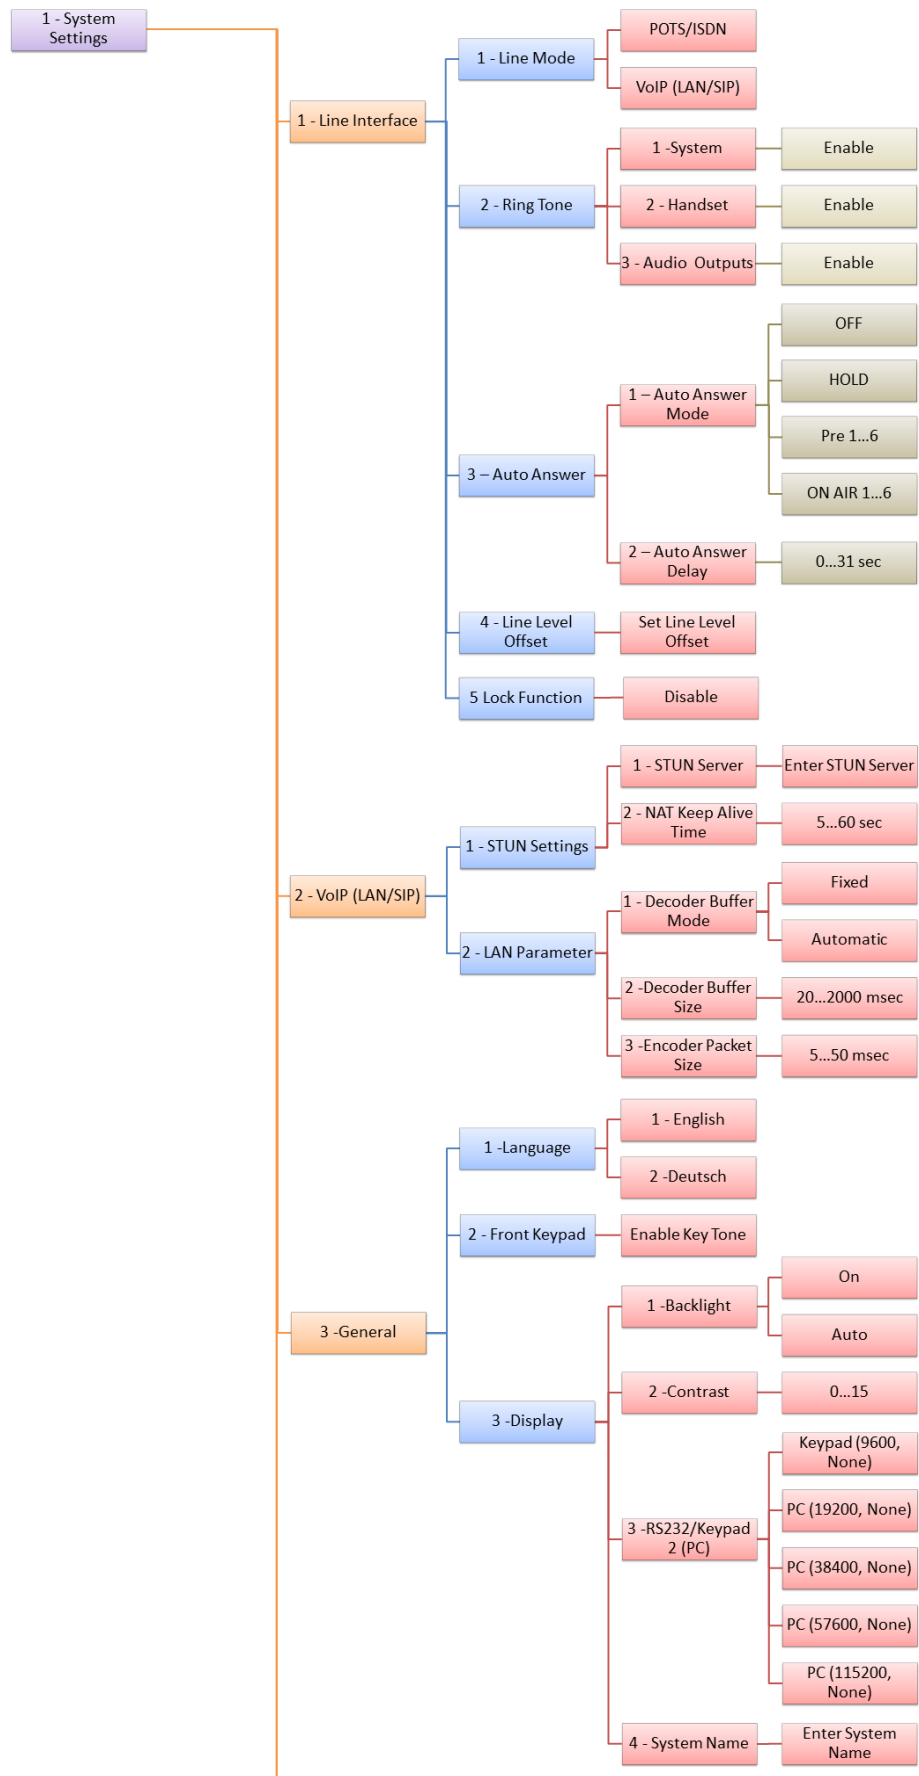 1 - System
Settings
1 - Line Interface
1 - Line Mode
POTS/ISDN
VoIP (LAN/SIP)
2 - Ring Tone
1 -System
Enable
2 - Handset
Enable
3 - Audio Outputs
Enable
3 – Auto Answer
1 – Auto Answer
Mode
OFF
HOLD
Pre 1...6
ON AIR 1...6
2 – Auto Answer
Delay
0...31 sec
4 - Line Level
Offset
Set Line Level
Offset
5 Lock Function
Disable
2 - VoIP (LAN/SIP)
1 - STUN Settings
1 - STUN Server
Enter STUN Server
2 - NAT Keep Alive
Time
5...60 sec
2 - LAN Parameter
1 - Decoder Buffer
Mode
Fixed
Automatic
2 -Decoder Buffer
Size
20...2000 msec
3 -Encoder Packet
Size
5...50 msec
3 -General
1 -Language
1 - English
2 -Deutsch
2 - Front Keypad
Enable Key Tone
3 -Display
1 -Backlight
On
Auto
2 -Contrast
0...15
3 -RS232/Keypad
2 (PC)
Keypad (9600,
None)
PC (19200, None)
PC (38400, None)
PC (57600, None)
PC (115200,
None)
4 - System Name
Enter System
Name